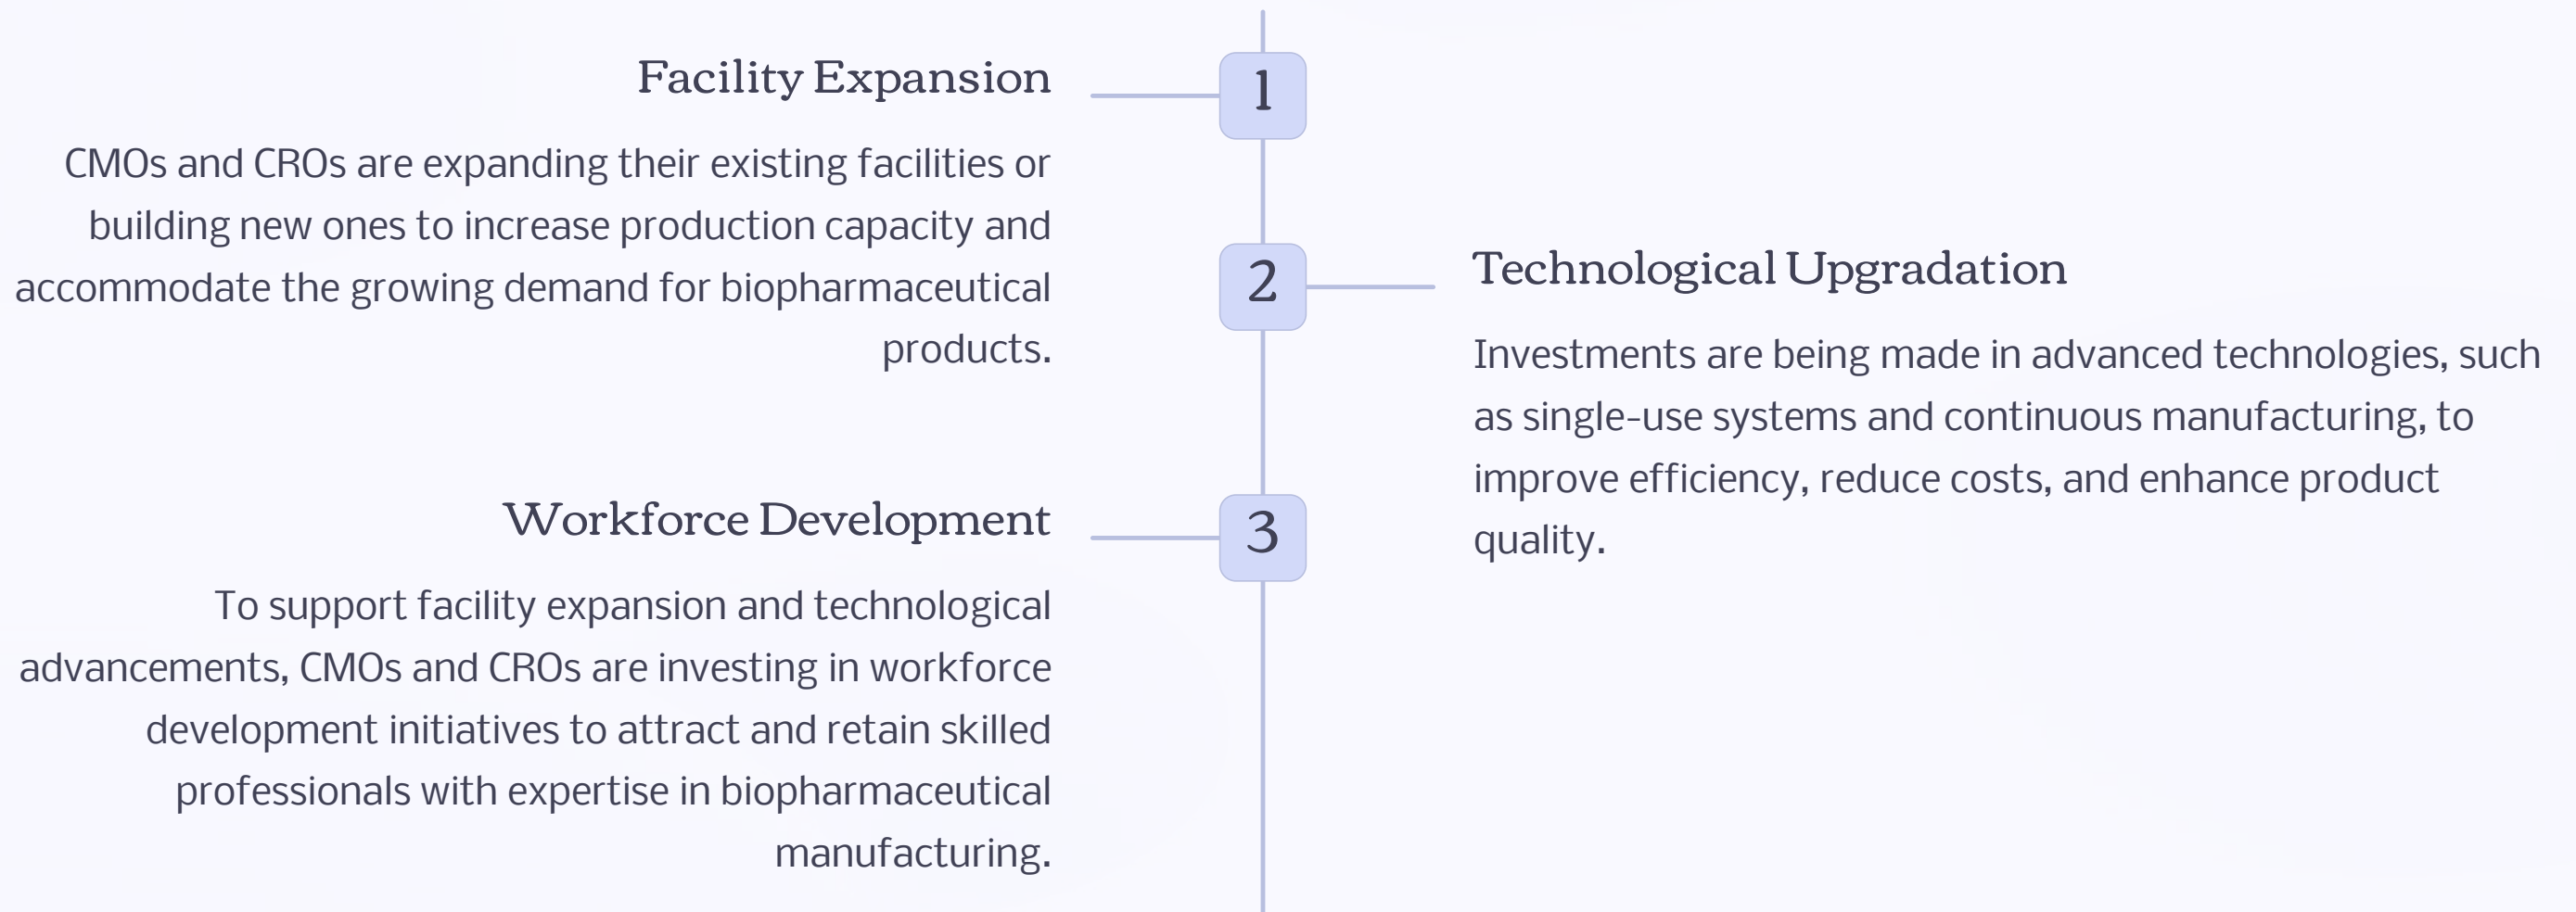 1
Facility Expansion
CMOs and CROs are expanding their existing facilities or
building new ones to increase production capacity and
accommodate the growing demand for biopharmaceutical
products.
2
Technological Upgradation
Investments are being made in advanced technologies, such
as single-use systems and continuous manufacturing, to
improve efficiency, reduce costs, and enhance product
quality.
3
Workforce Development
To support facility expansion and technological
advancements, CMOs and CROs are investing in workforce
development initiatives to attract and retain skilled
professionals with expertise in biopharmaceutical
manufacturing.